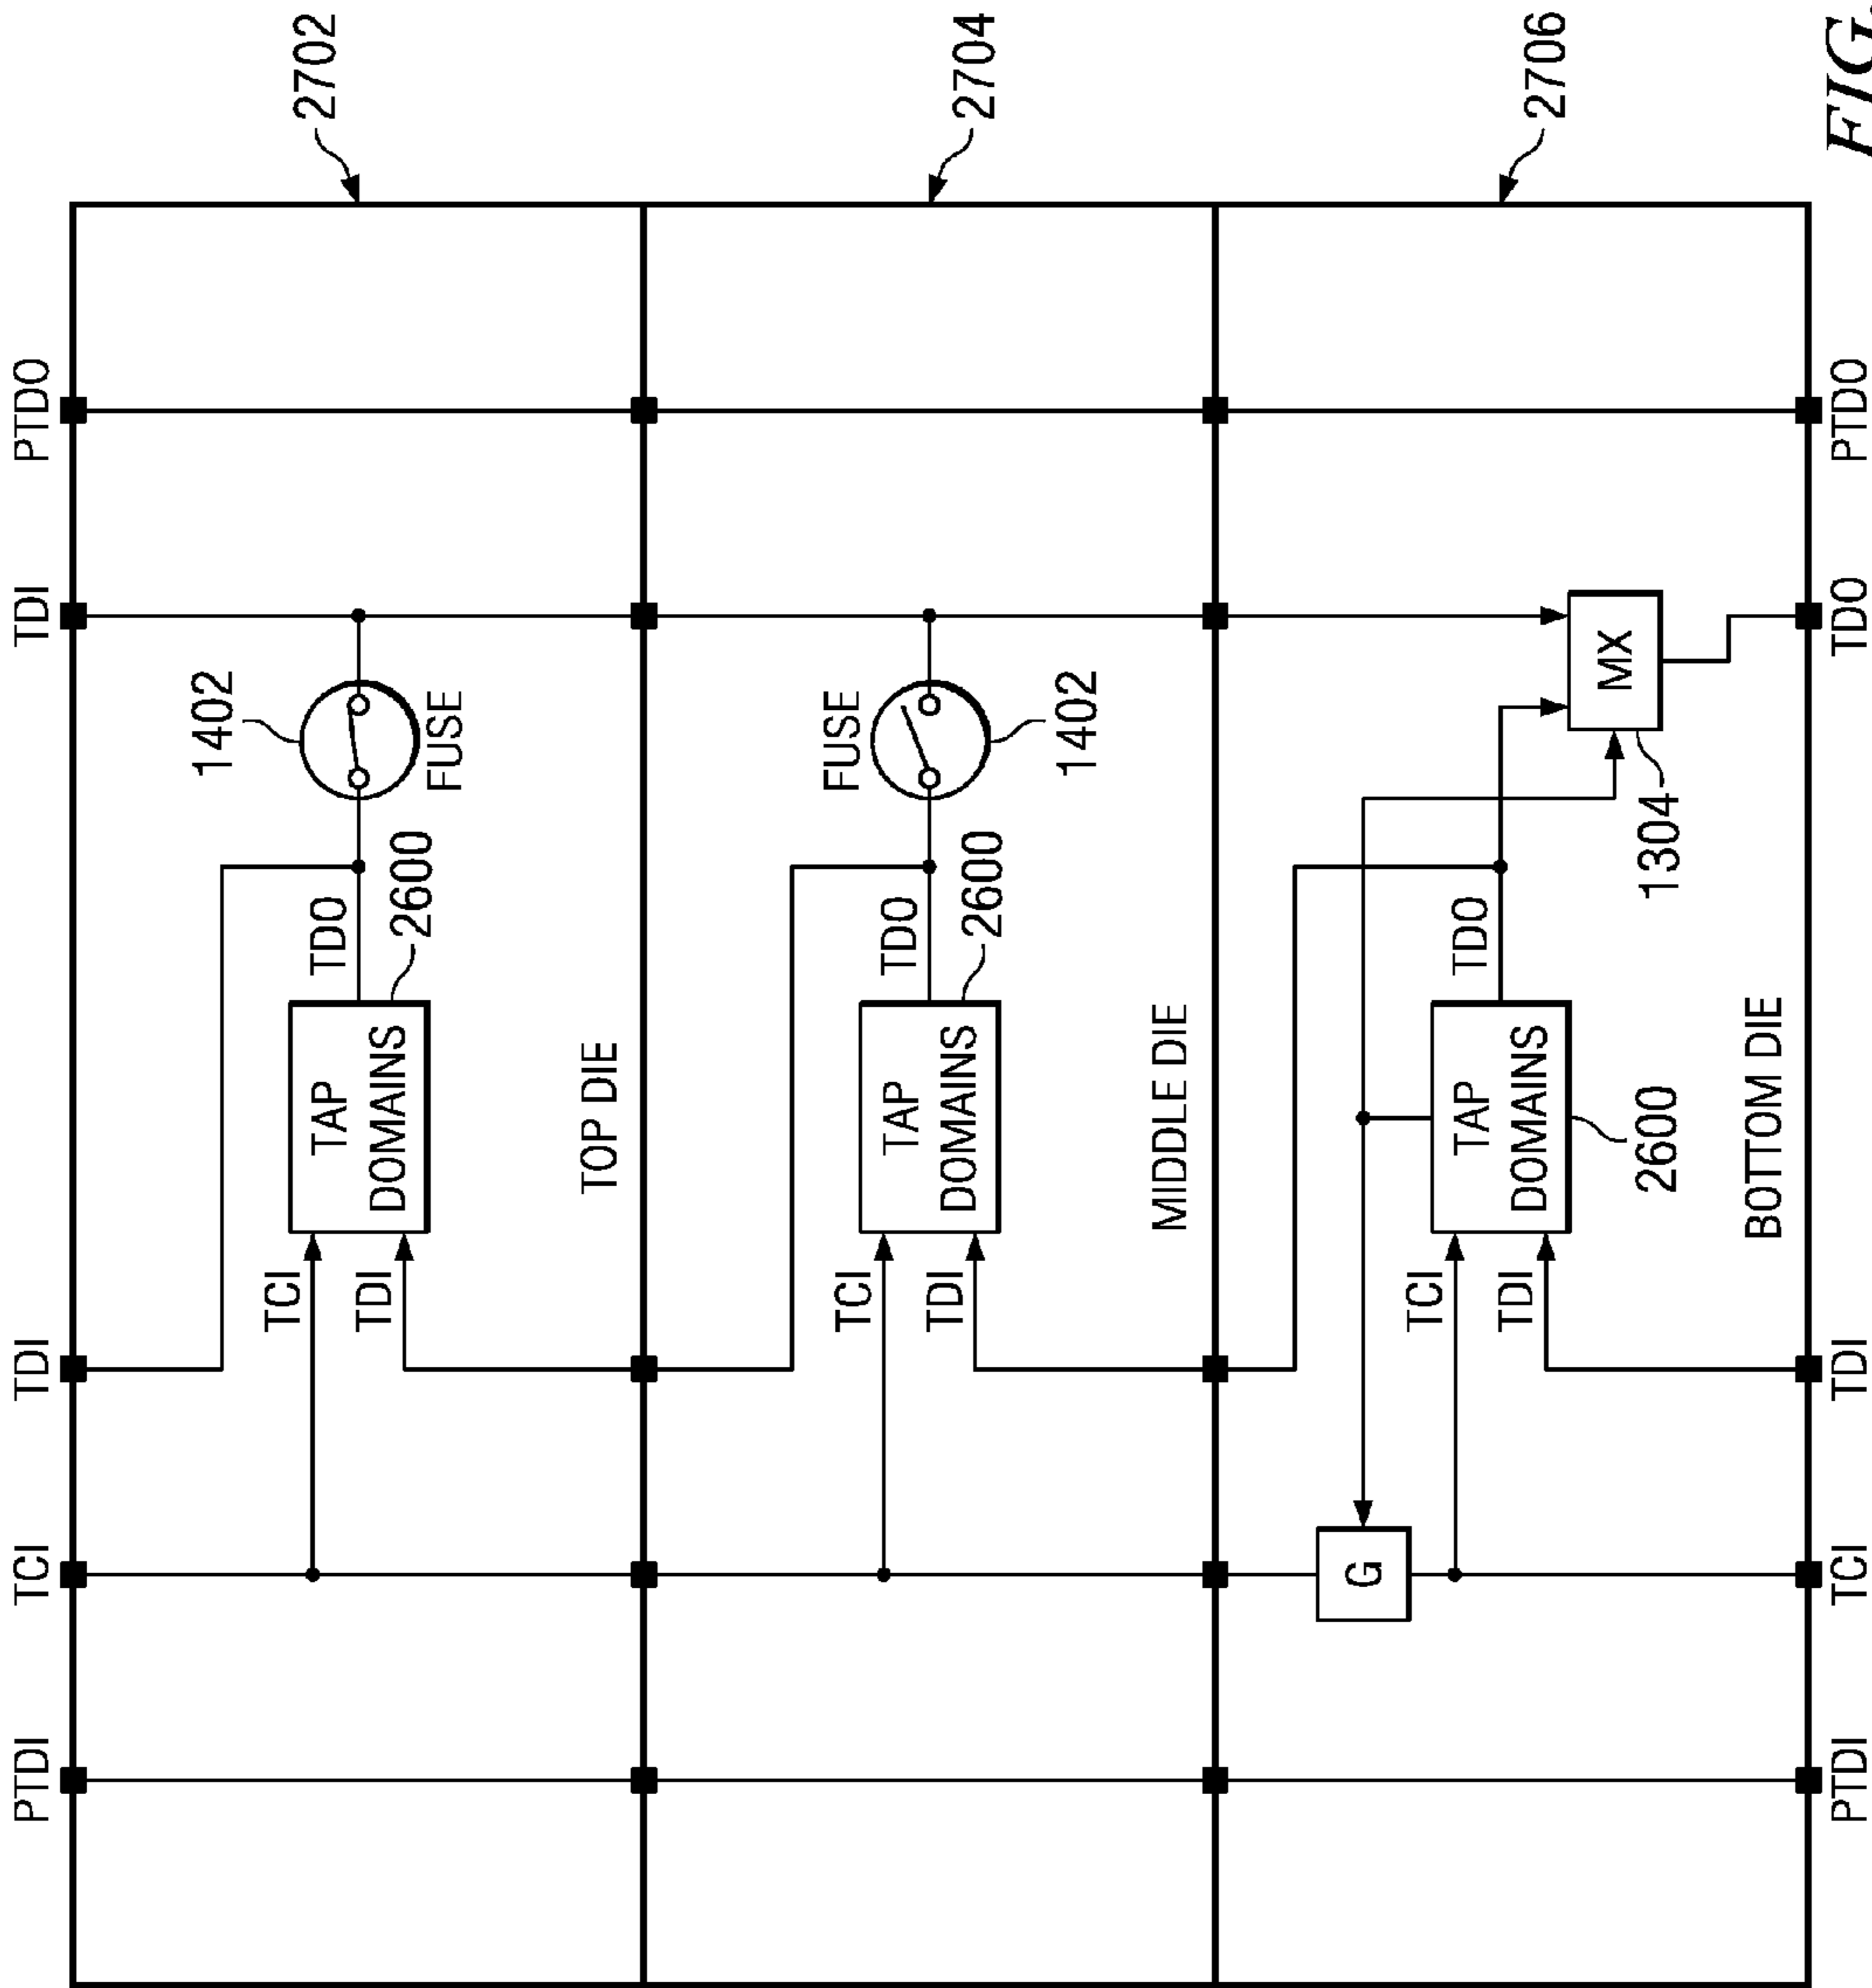 PTDI
TCI
TDI
TDI
PTDO
2702
1402
FUSE
TCI
TDI
TAP
DOMAINS
TDO
2600
TOP DIE
2704
FUSE
1402
TCI
TDI
TAP
DOMAINS
TDO
2600
MIDDLE DIE
2706
G
TCI
TDI
TAP
DOMAINS
TDO
2600
MX
1304
BOTTOM DIE
PTDI
TCI
TDI
TDO
PTDO
FIG.